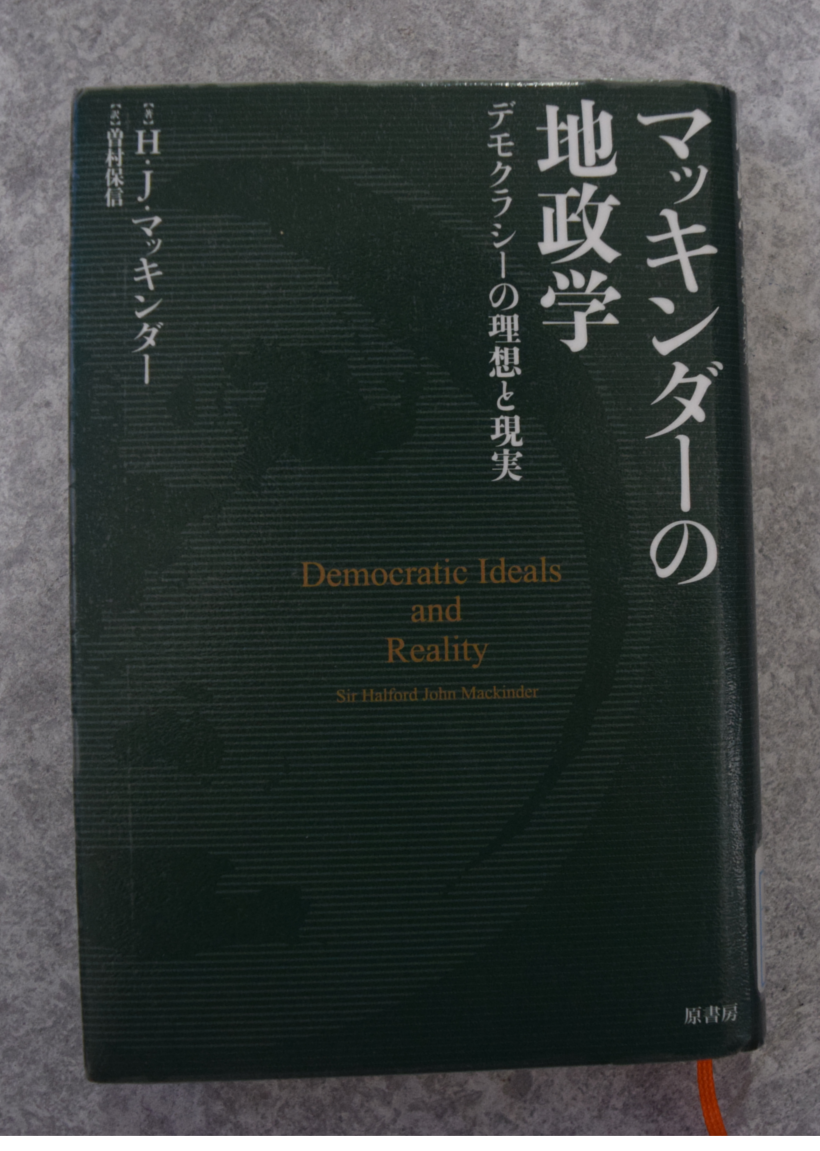 マッキンダーの
地政学
デモクラシーの理想と現実
【著】H・J・マッキンダー
【訳】曽村保信
Democratic Ideals
and
Reality
Sir Halford John Mackinder
原書房